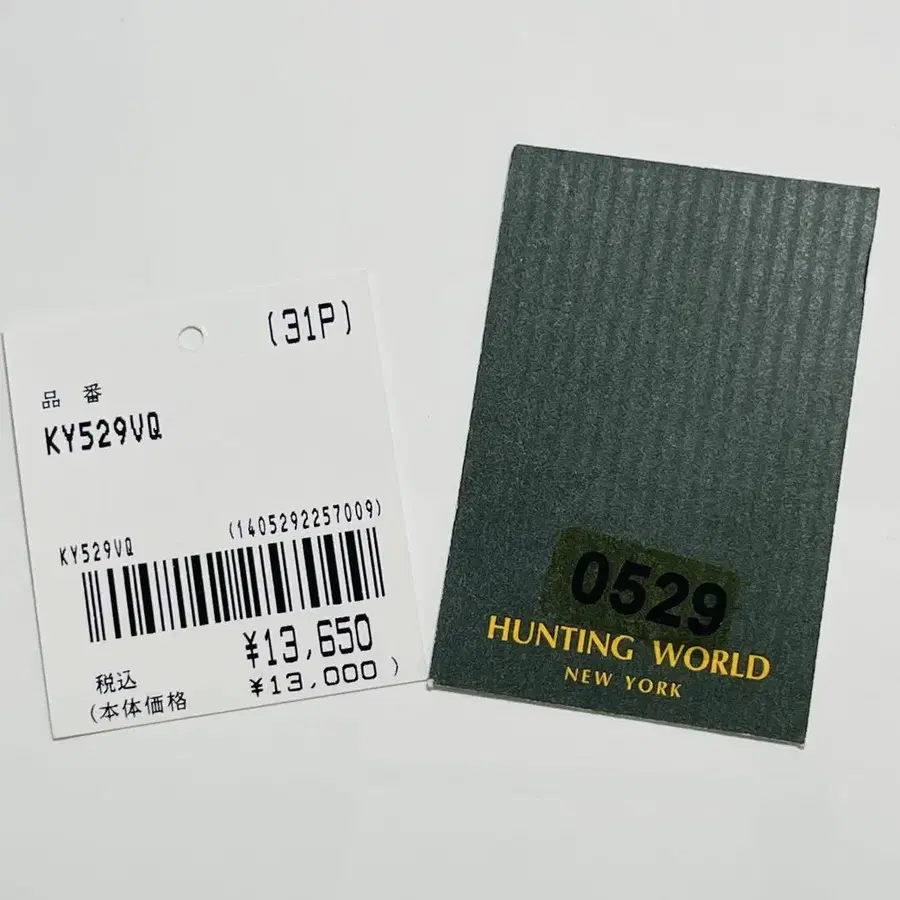 (31P)
品 番
KY529VQ
KY529VQ (1405292257009)
¥13,650
税込
(本体価格 ¥13,000 )
0529
HUNTING WORLD
NEW YORK